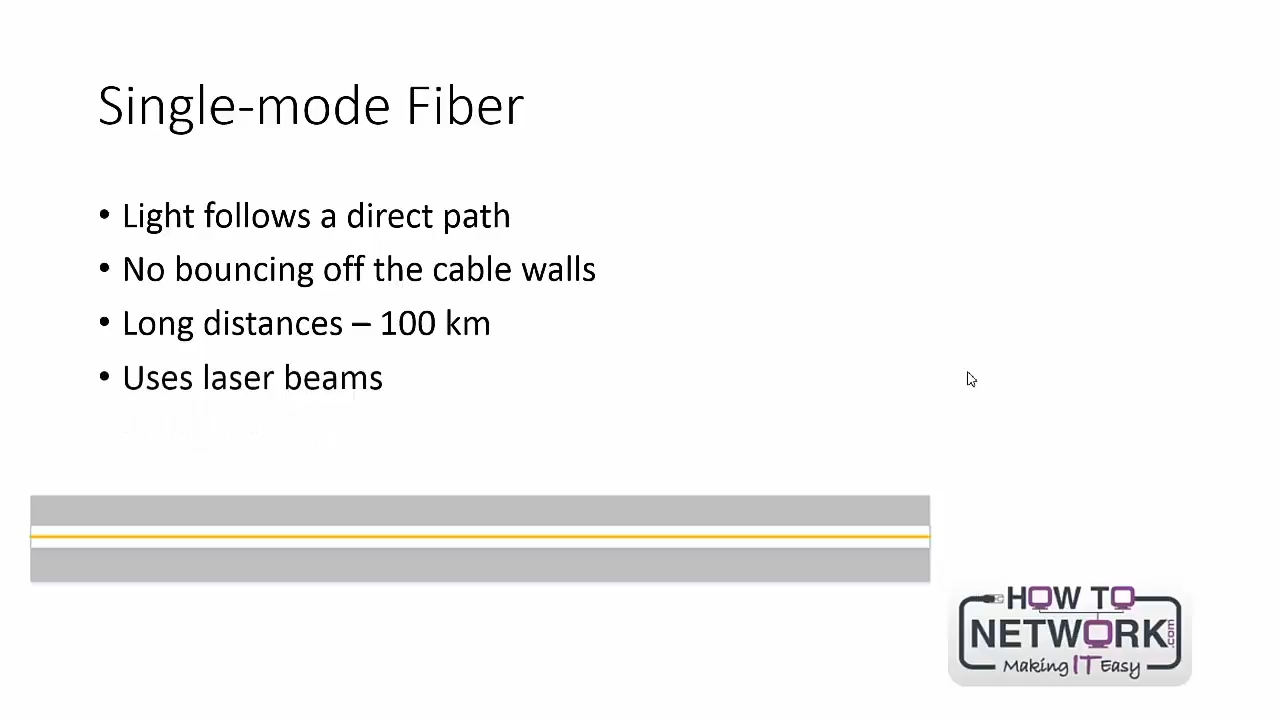 Single-mode Fiber
• Light follows a direct path
• No bouncing off the cable walls
• Long distances – 100 km
• Uses laser beams
HOW TO
NETWORK.com
Making IT Easy